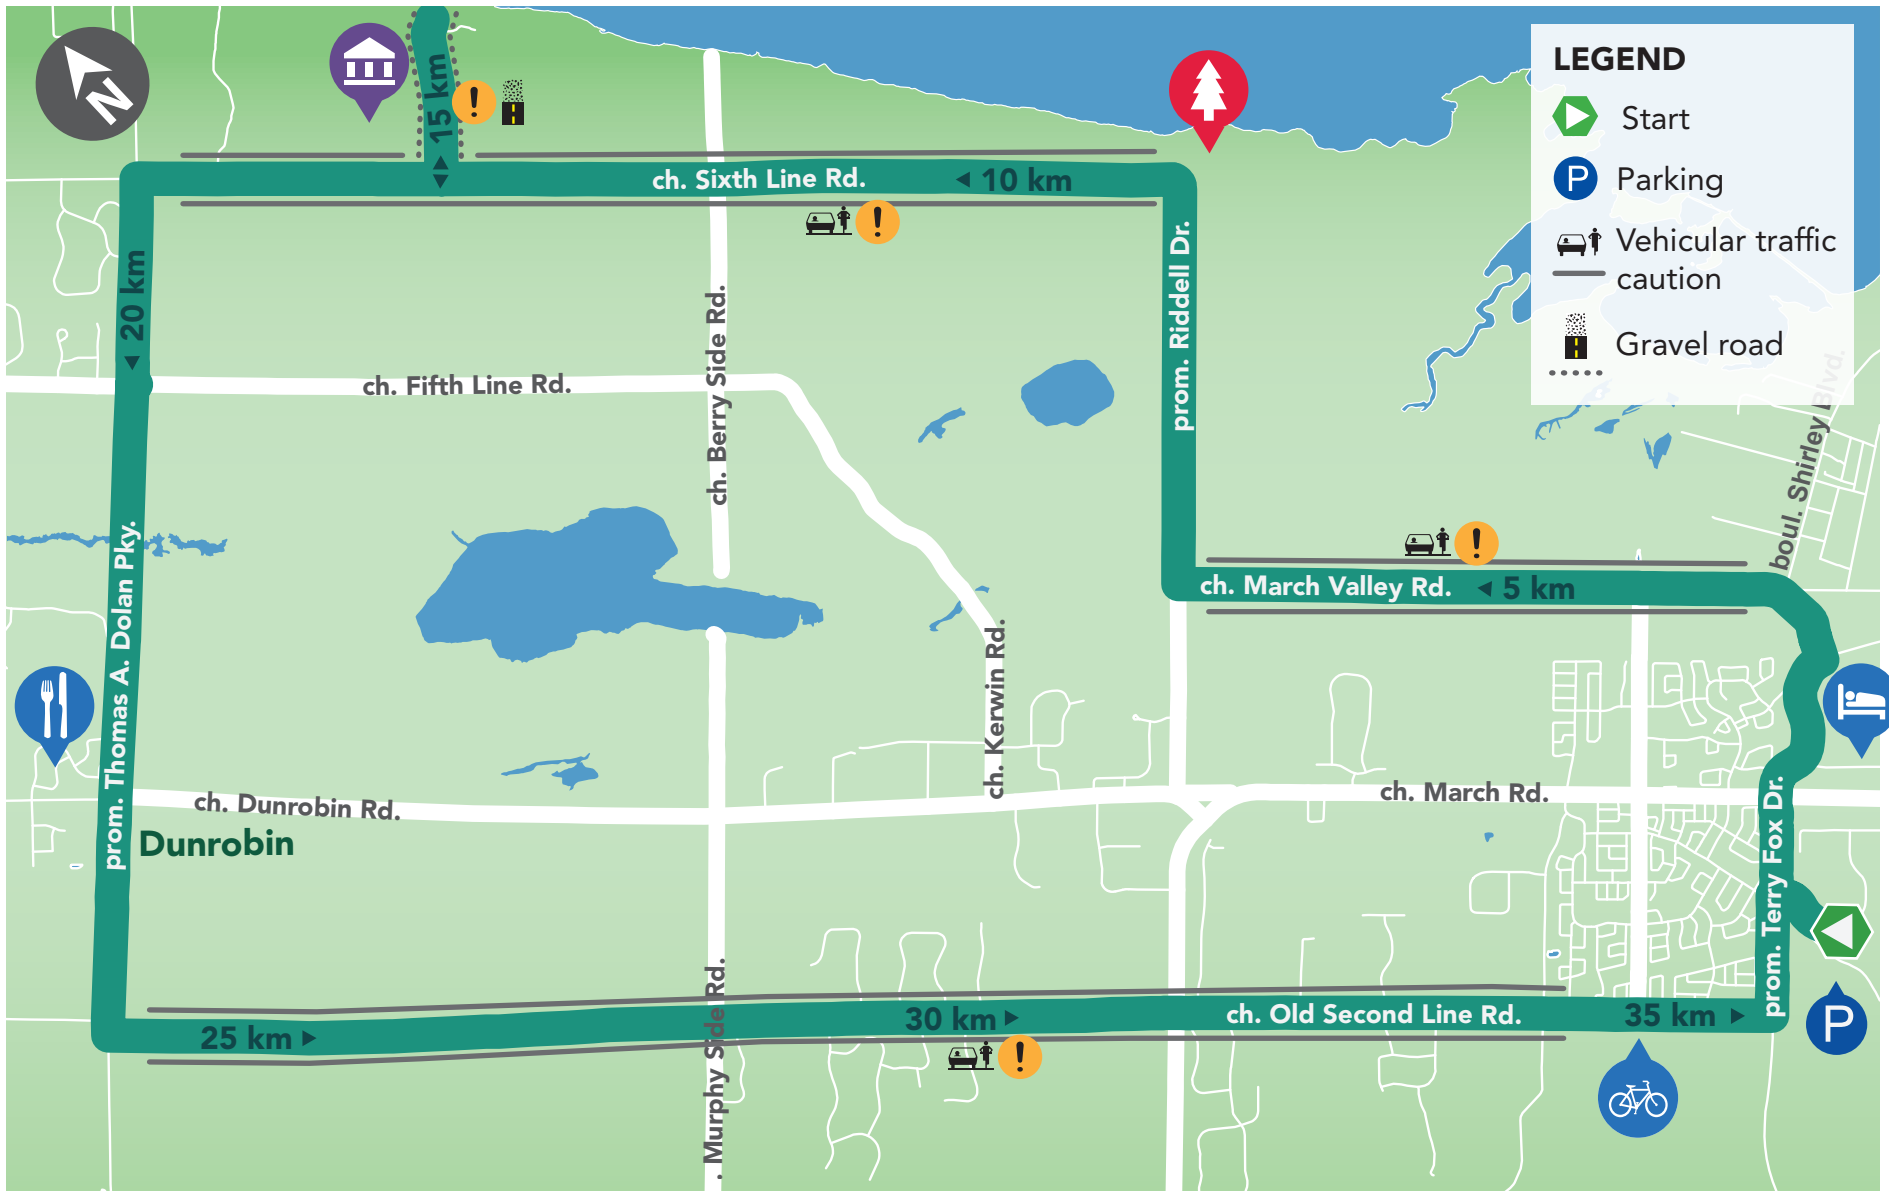 N
15 km
LEGEND
Start
P
Parking
Vehicular traffic
caution
Gravel road
ch. Sixth Line Rd.
10 km
20 km
ch. Berry Side Rd.
prom. Riddell Dr.
ch. Fifth Line Rd.
boul. Shirley Blvd.
ch. March Valley Rd.
5 km
prom. Thomas A. Dolan Pky.
ch. Kerwin Rd.
ch. Dunrobin Rd.
ch. March Rd.
Dunrobin
prom. Terry Fox Dr.
25 km
30 km
ch. Old Second Line Rd.
35 km
P
. Murphy Side Rd.